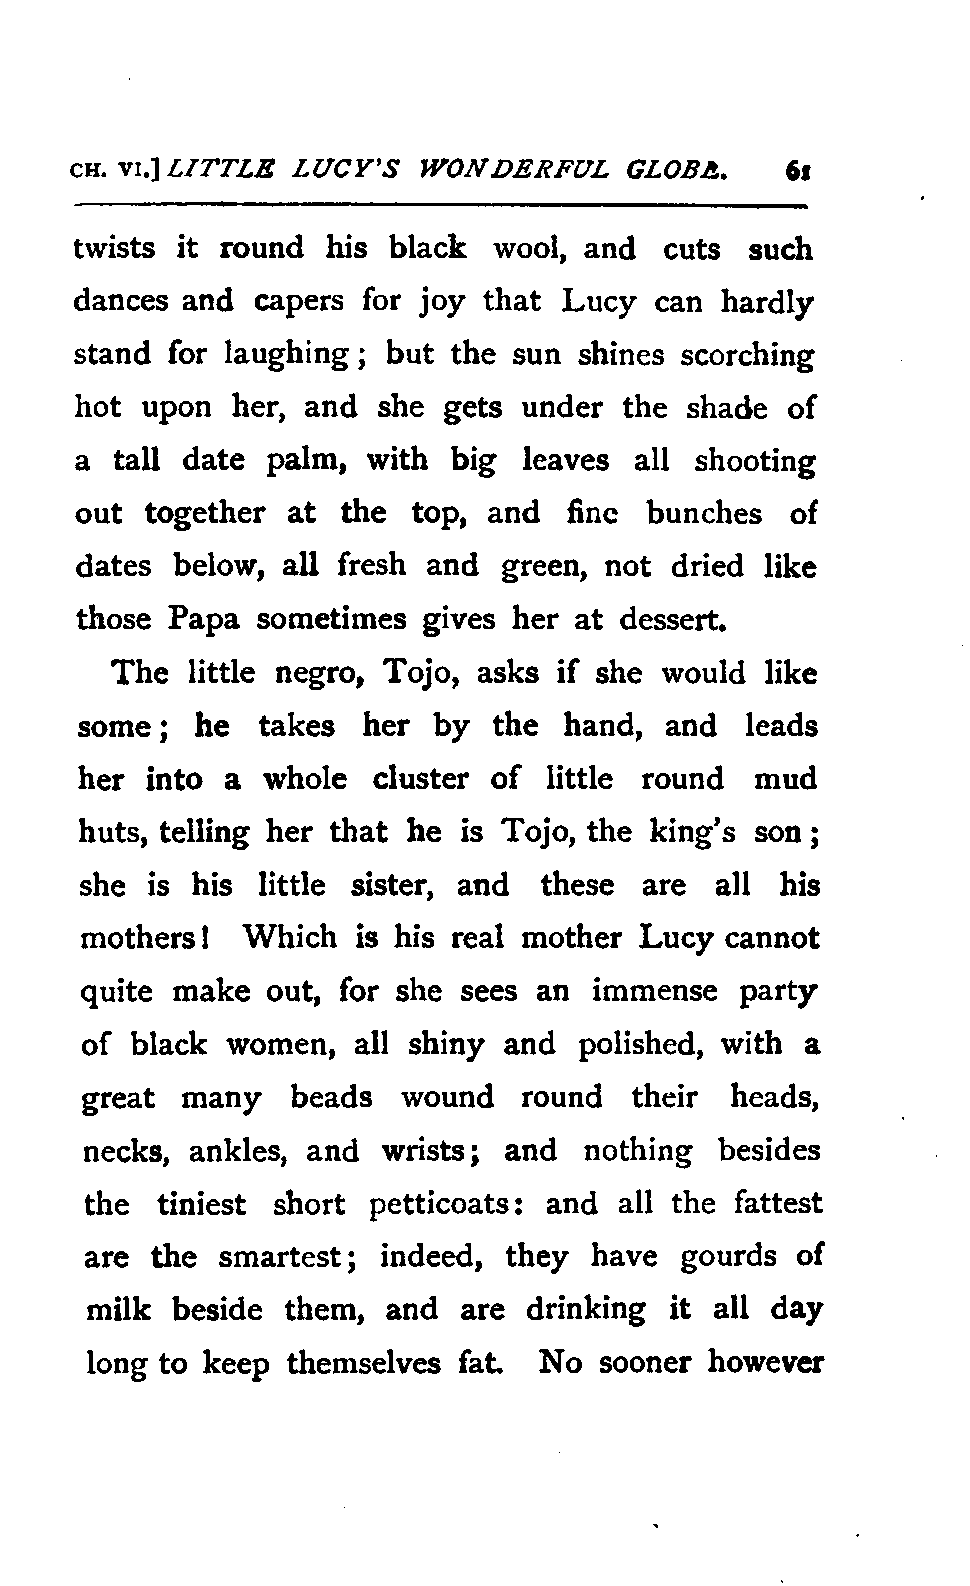 CH. VI.] LITTLE LUCY'S WONDERFUL GLOBE. 61
twists it round his black wool, and cuts such
dances and capers for joy that Lucy can hardly
stand for laughing; but the sun shines scorching
hot upon her, and she gets under the shade of
a tall date palm, with big leaves all shooting
out together at the top, and fine bunches of
dates below, all fresh and green, not dried like
those Papa sometimes gives her at dessert.
The little negro, Tojo, asks if she would like
some; he takes her by the hand, and leads
her into a whole cluster of little round mud
huts, telling her that he is Tojo, the king's son;
she is his little sister, and these are all his
mothers! Which is his real mother Lucy cannot
quite make out, for she sees an immense party
of black women, all shiny and polished, with a
great many beads wound round their heads,
necks, ankles, and wrists; and nothing besides
the tiniest short petticoats: and all the fattest
are the smartest; indeed, they have gourds of
milk beside them, and are drinking it all day
long to keep themselves fat. No sooner however